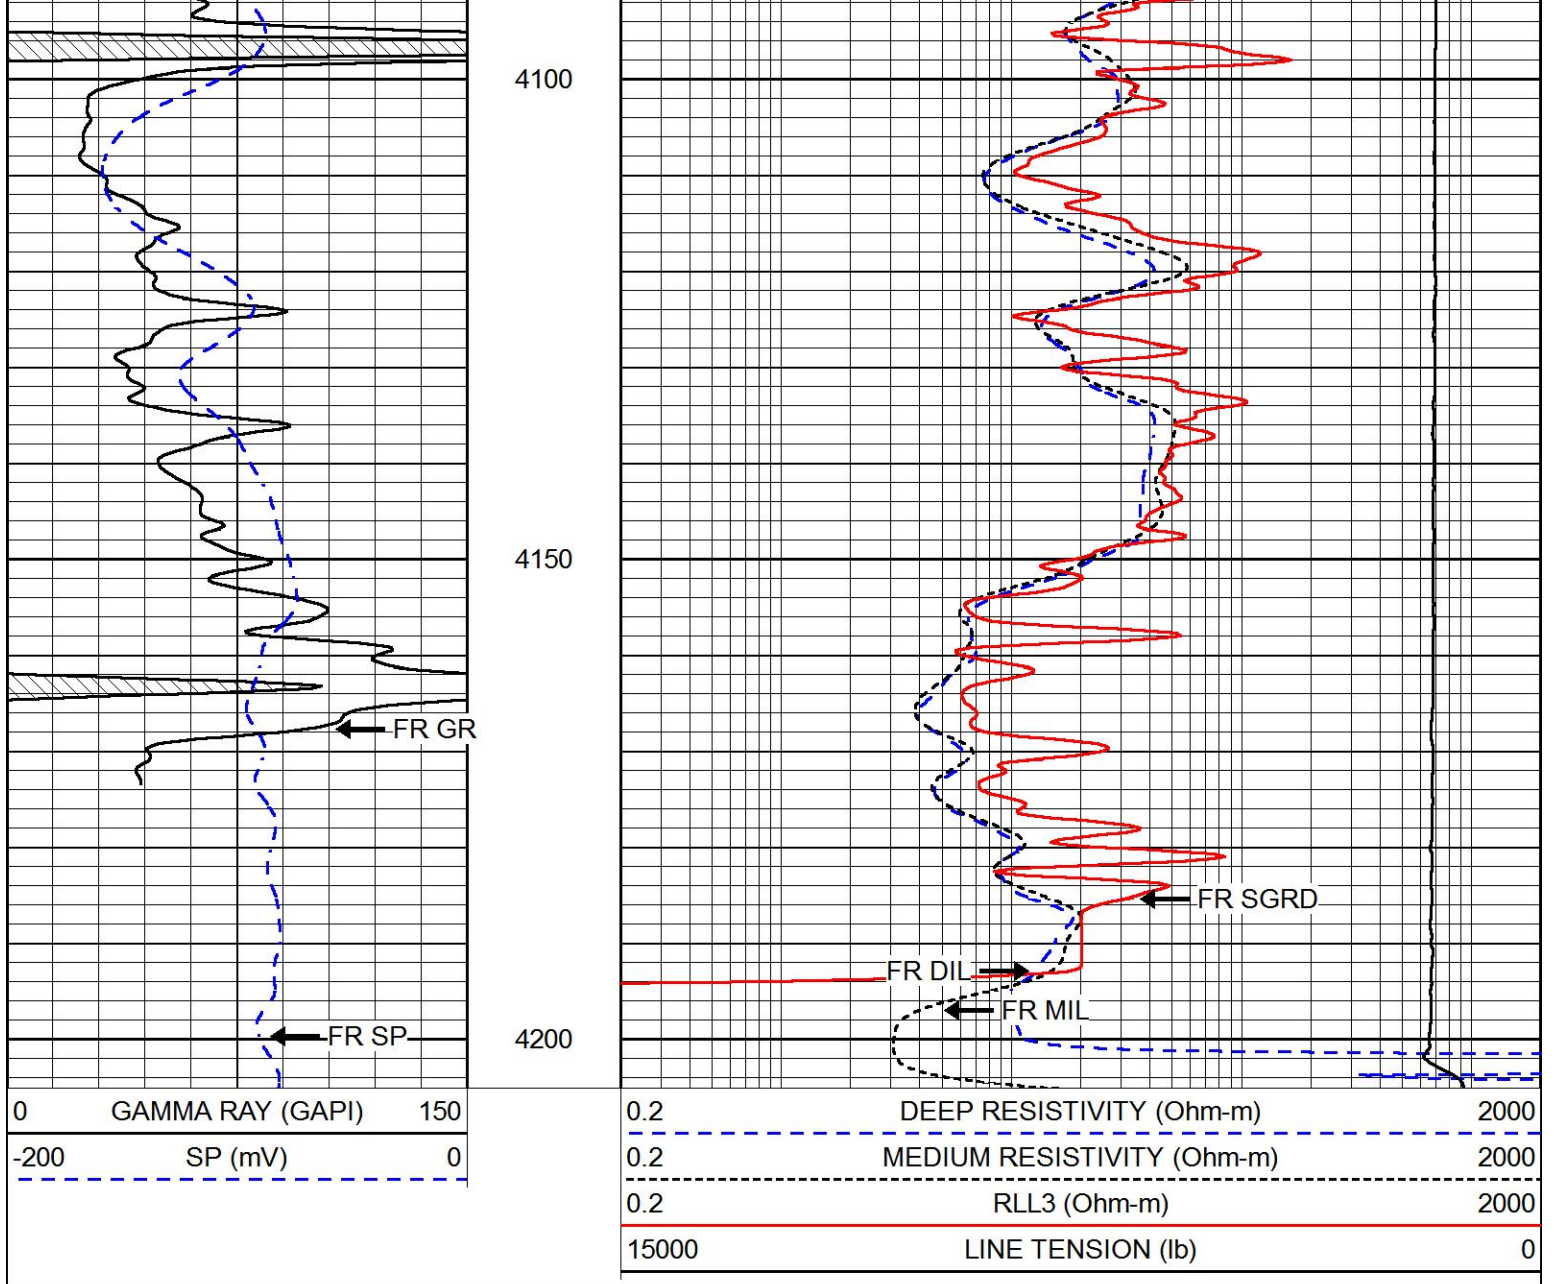 4100
4150
FR GR
FR SGRD
FR DIL
FR MIL
FR SP
4200
0 GAMMA RAY (GAPI) 150
-200 SP (mV) 0
0.2 DEEP RESISTIVITY (Ohm-m) 2000
0.2 MEDIUM RESISTIVITY (Ohm-m) 2000
0.2 RLL3 (Ohm-m) 2000
15000 LINE TENSION (lb) 0